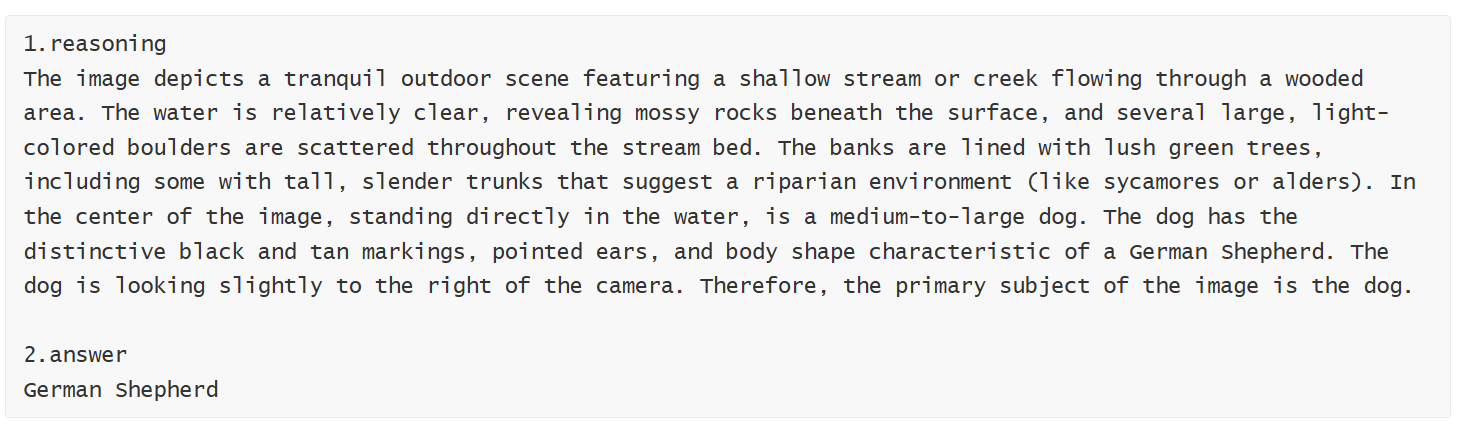 1.reasoning
The image depicts a tranquil outdoor scene featuring a shallow stream or creek flowing through a wooded
area. The water is relatively clear, revealing mossy rocks beneath the surface, and several large, light-
colored boulders are scattered throughout the stream bed. The banks are lined with lush green trees,
including some with tall, slender trunks that suggest a riparian environment (like sycamores or alders). In
the center of the image, standing directly in the water, is a medium-to-large dog. The dog has the
distinctive black and tan markings, pointed ears, and body shape characteristic of a German Shepherd. The
dog is looking slightly to the right of the camera. Therefore, the primary subject of the image is the dog.
2.answer
German Shepherd